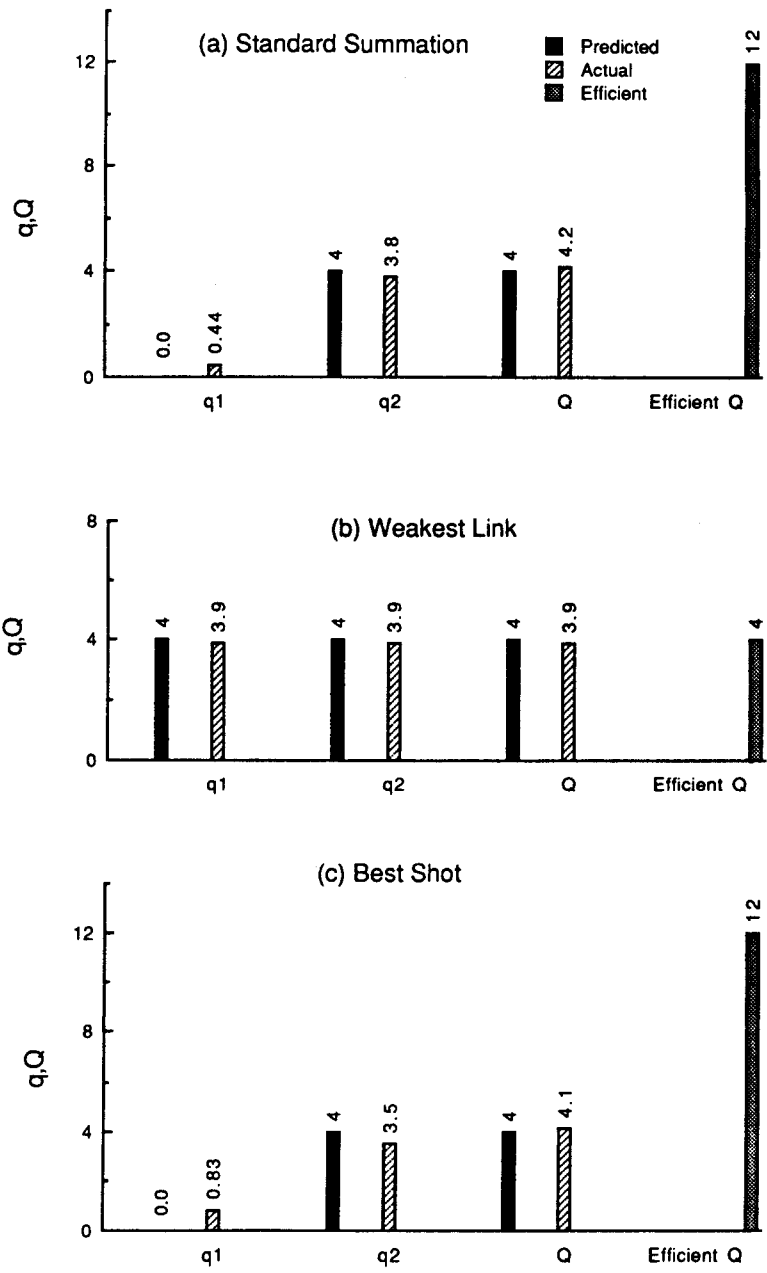 (a) Standard Summation
Predicted
Actual
Efficient
12
8
4
0
q,Q
0.0
0.44
4
3.8
4
4.2
12
q1 q2 Q Efficient Q
(b) Weakest Link
8
4
0
q,Q
4
3.9
4
3.9
4
3.9
4
q1 q2 Q Efficient Q
(c) Best Shot
12
8
4
0
q,Q
0.0
0.83
4
3.5
4
4.1
12
q1 q2 Q Efficient Q